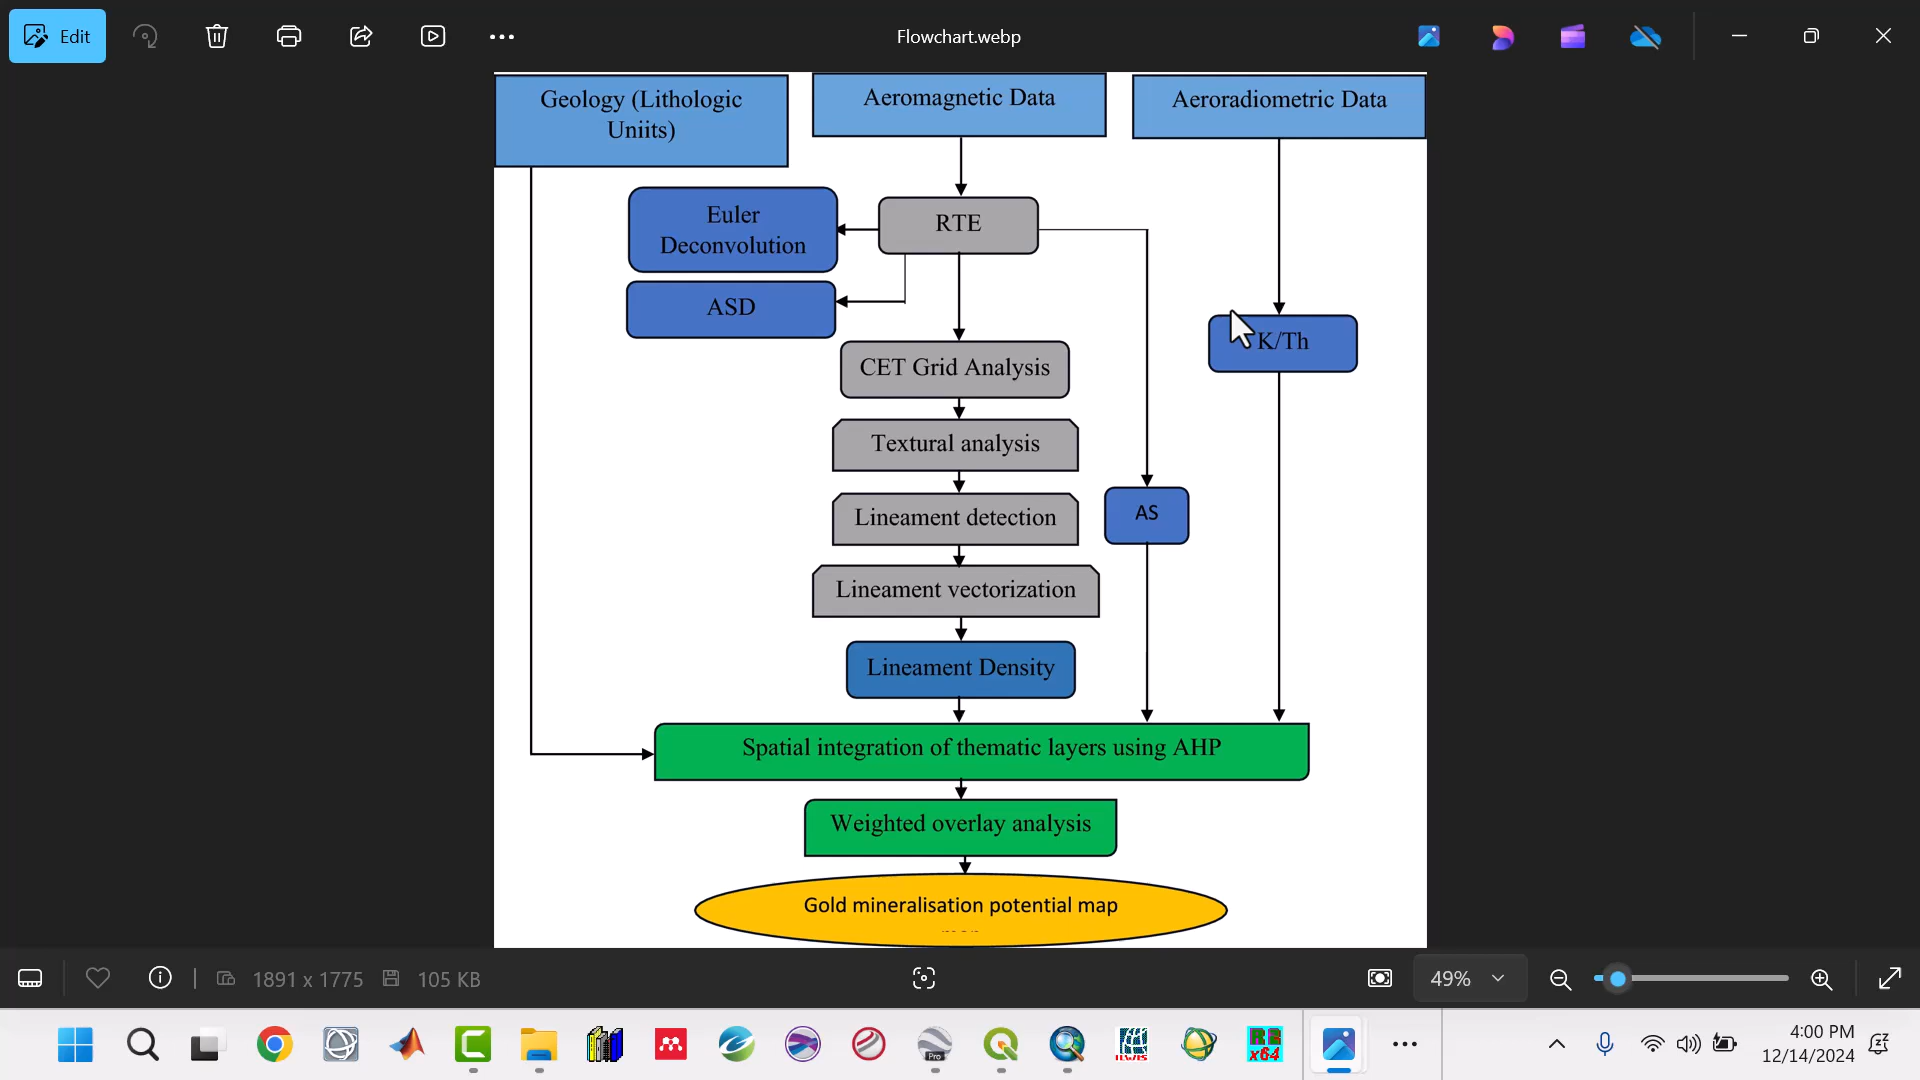 Edit
Flowchart.webp
Geology (Lithologic
Uniits)
Aeromagnetic Data
Aeroradiometric Data
Euler
Deconvolution
RTE
ASD
K/Th
CET Grid Analysis
Textural analysis
Lineament detection
AS
Lineament vectorization
Lineament Density
Spatial integration of thematic layers using AHP
Weighted overlay analysis
Gold mineralisation potential map
1891 x 1775
105 KB
49%
Pro
x64
4:00 PM
12/14/2024